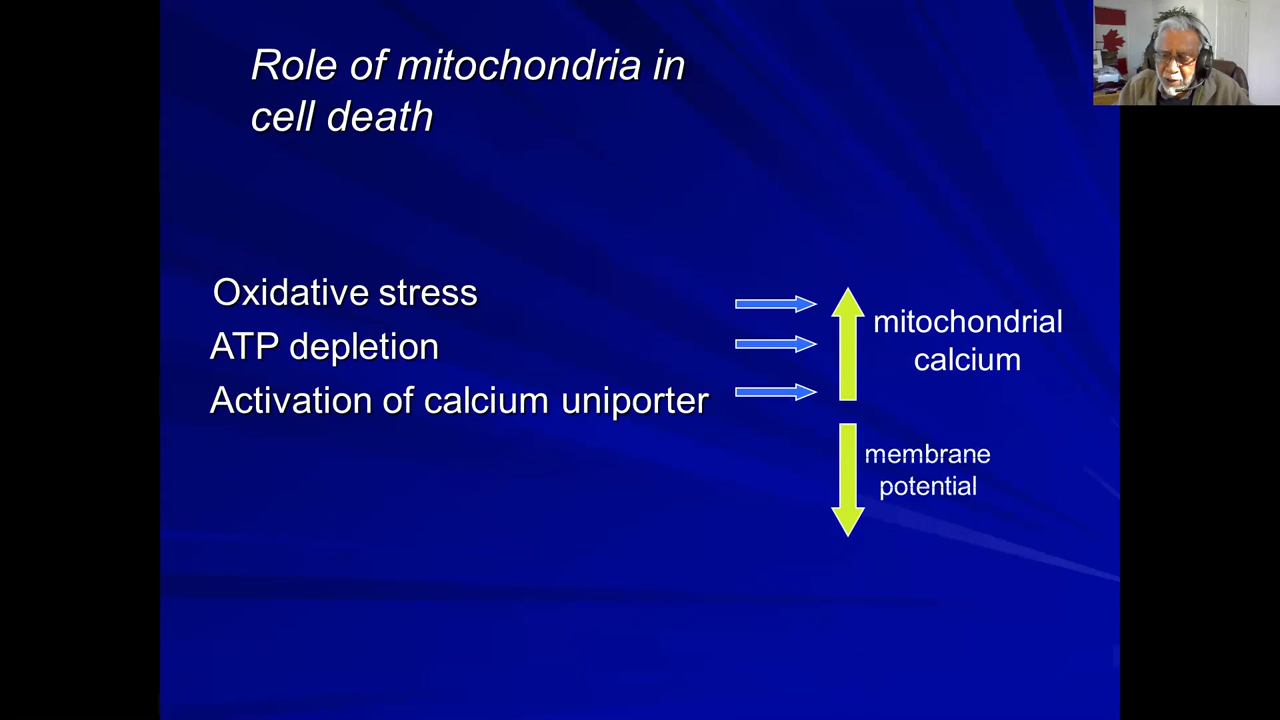 Role of mitochondria in
cell death
Oxidative stress
ATP depletion
Activation of calcium uniporter
mitochondrial
calcium
membrane
potential